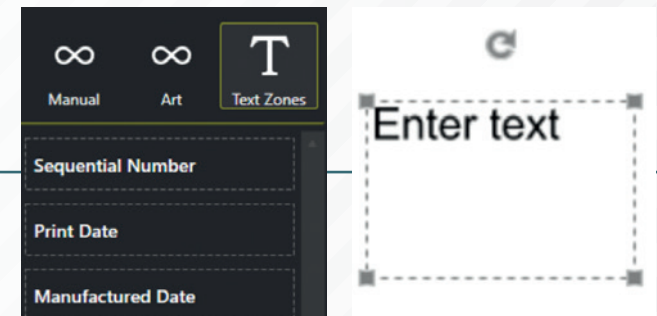 Manual Art Text Zones
Sequential Number
Print Date
Manufactured Date
Enter text